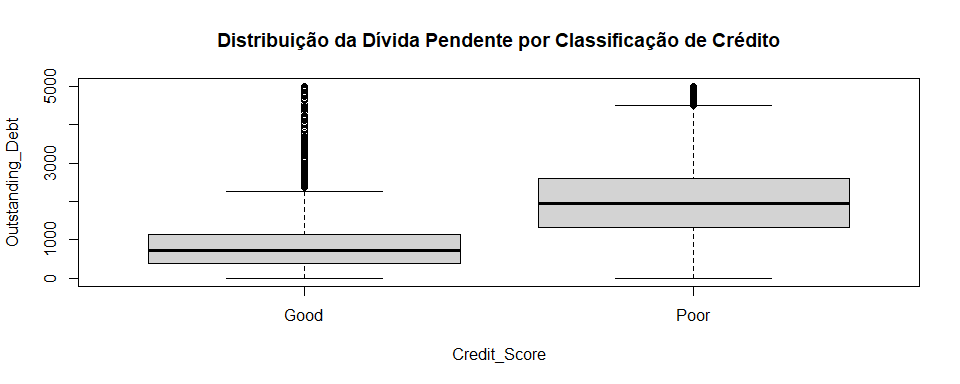 Distribuição da Dívida Pendente por Classificação de Crédito
Outstanding_Debt
5000
3000
1000
0
Good
Poor
Credit_Score